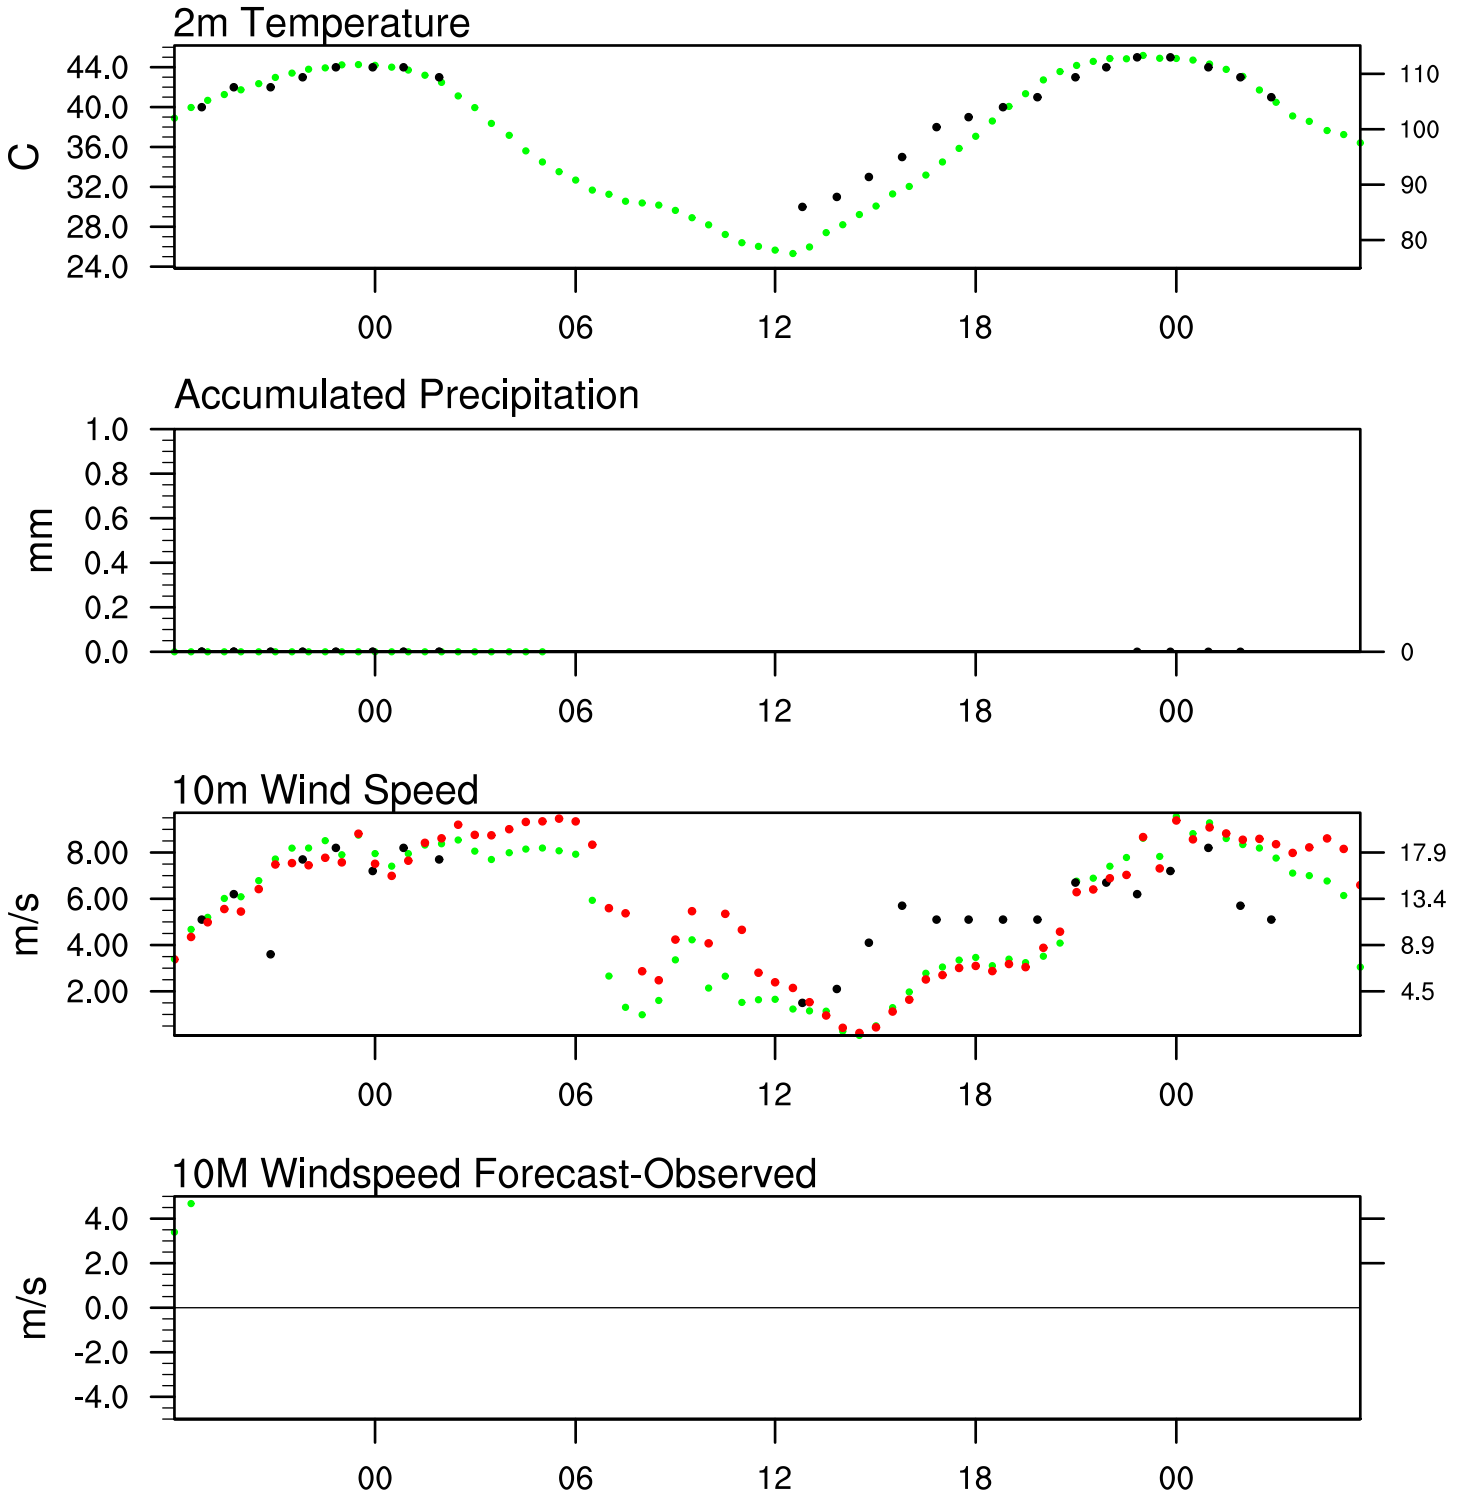 2m Temperature
44.0
40.0
36.0
32.0
28.0
24.0
C
110
100
90
80
00 06 12 18 00
Accumulated Precipitation
1.0
0.8
0.6
0.4
0.2
0.0
mm
0
00 06 12 18 00
10m Wind Speed
8.00
6.00
4.00
2.00
m/s
17.9
13.4
8.9
4.5
00 06 12 18 00
10M Windspeed Forecast-Observed
4.0
2.0
0.0
-2.0
-4.0
m/s
00 06 12 18 00